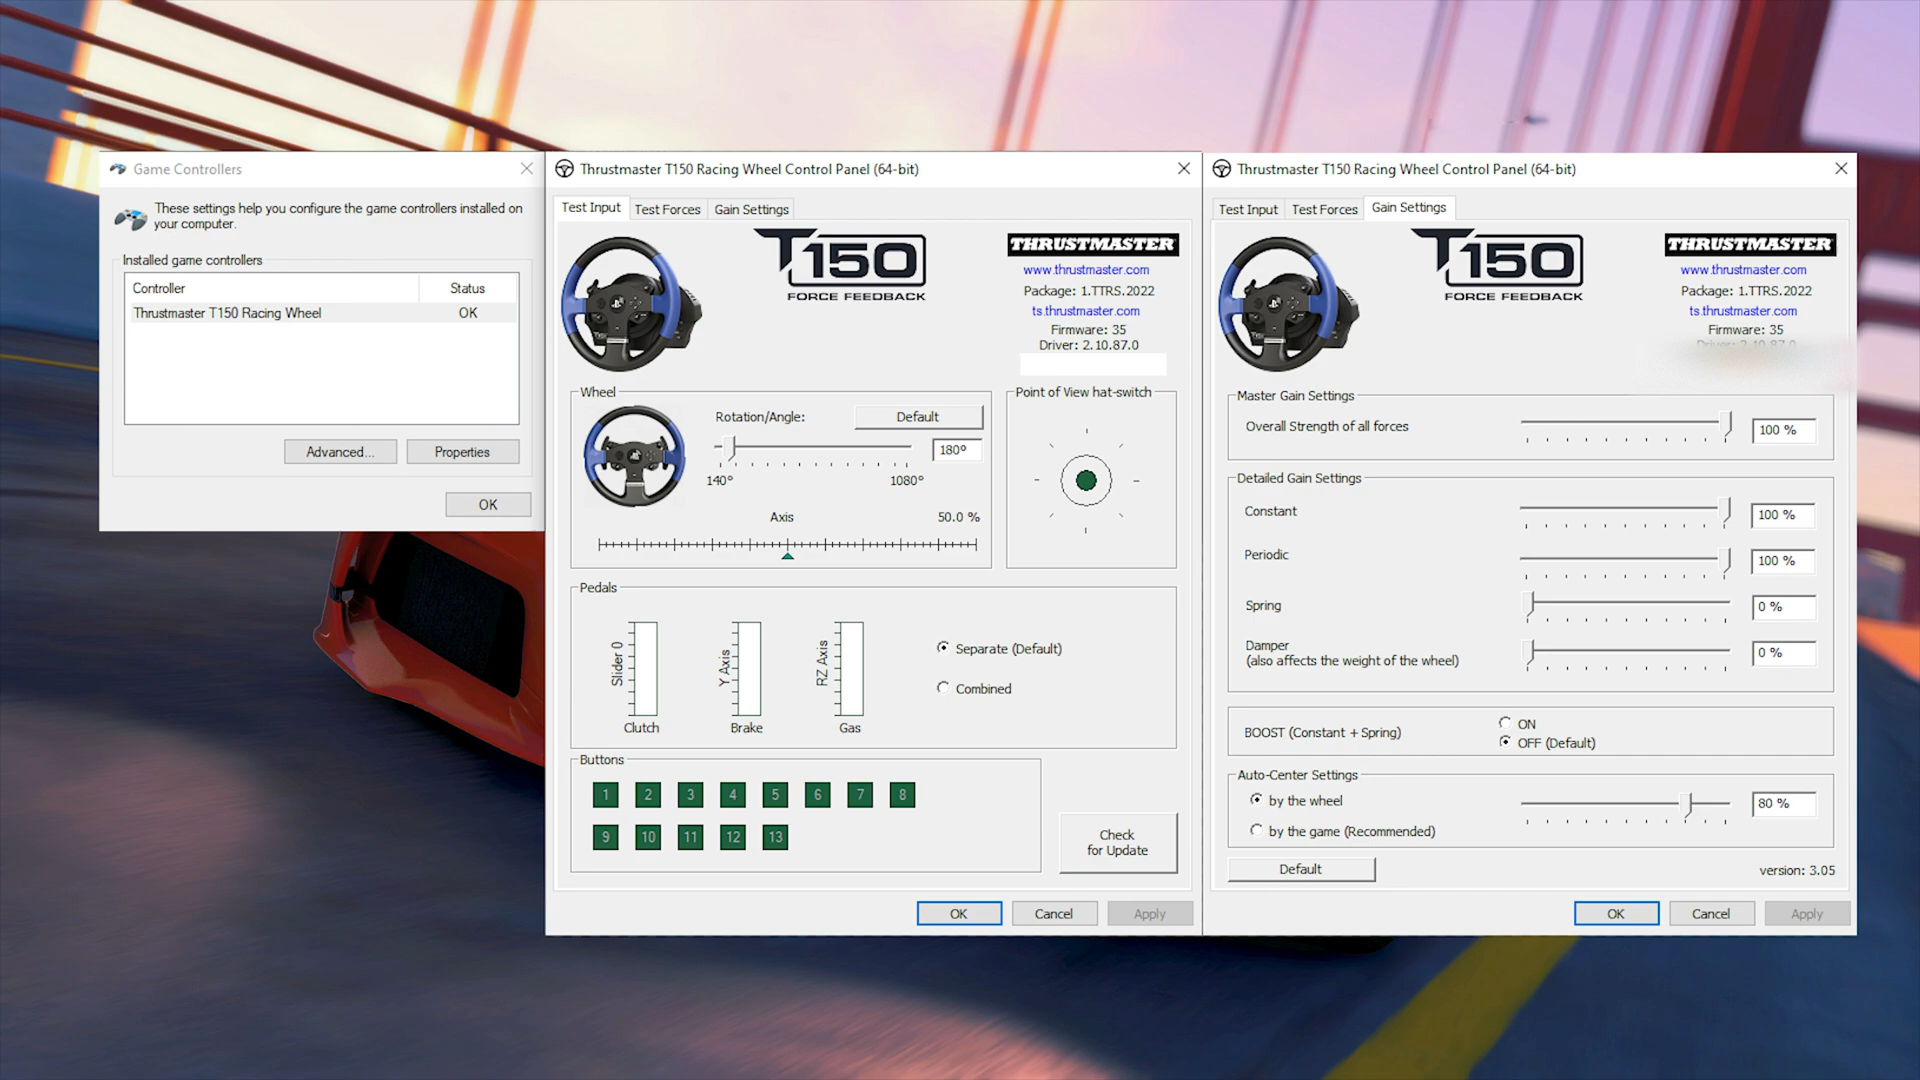 Game Controllers
These settings help you configure the game controllers installed on
your computer.
Installed game controllers
Controller Status
Thrustmaster T150 Racing Wheel OK
Advanced...
Properties
OK
Thrustmaster T150 Racing Wheel Control Panel (64-bit)
Test Input
Test Forces
Gain Settings
T150
FORCE FEEDBACK
THRUSTMASTER
www.thrustmaster.com
Package: 1.TTRS.2022
ts.thrustmaster.com
Firmware: 35
Driver: 2.10.87.0
Wheel
Rotation/Angle:
Default
180°
140°
1080°
Axis
50.0 %
Point of View hat-switch
Pedals
Slider 0
Clutch
Y Axis
Brake
RZ Axis
Gas
Separate (Default)
Combined
Buttons
1 2 3 4 5 6 7 8
9 10 11 12 13
Check
for Update
OK
Cancel
Apply
Thrustmaster T150 Racing Wheel Control Panel (64-bit)
Test Input
Test Forces
Gain Settings
T150
FORCE FEEDBACK
THRUSTMASTER
www.thrustmaster.com
Package: 1.TTRS.2022
ts.thrustmaster.com
Firmware: 35
Driver: 2.10.87.0
Master Gain Settings
Overall Strength of all forces 100 %
Detailed Gain Settings
Constant 100 %
Periodic 100 %
Spring 0 %
Damper
(also affects the weight of the wheel) 0 %
BOOST (Constant + Spring)
ON
OFF (Default)
Auto-Center Settings
by the wheel 80 %
by the game (Recommended)
Default
version: 3.05
OK
Cancel
Apply